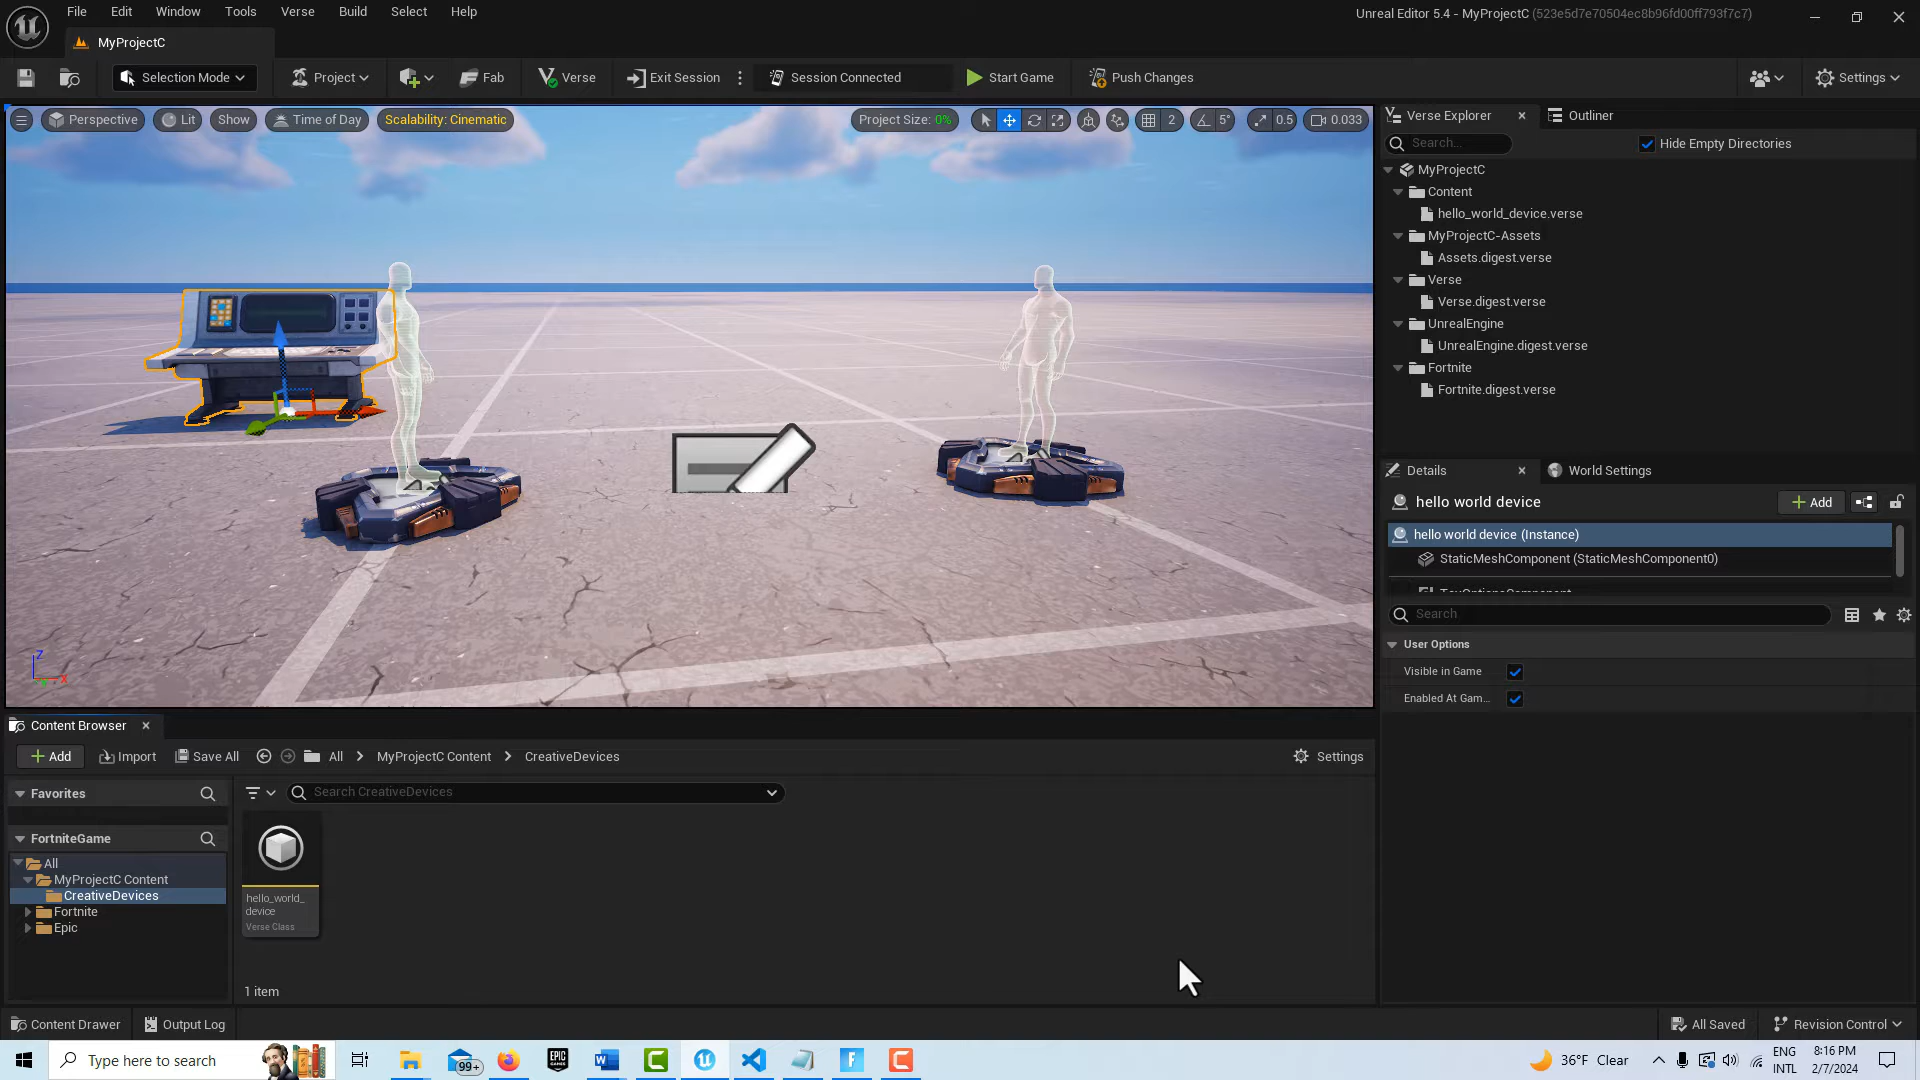 File Edit Window Tools Verse Build Select Help
Unreal Editor 5.4 - MyProjectC (523e5d7e70504ec8b96fd00ff793f7c7)
MyProjectC
Selection Mode
Project
Fab
Verse
Exit Session
Session Connected
Start Game
Push Changes
Settings
Perspective
Lit
Show
Time of Day
Scalability: Cinematic
Project Size: 0%
2
5°
0.5
0.033
Z
X
Verse Explorer
Outliner
Search...
Hide Empty Directories
MyProjectC
Content
hello_world_device.verse
MyProjectC-Assets
Assets.digest.verse
Verse
Verse.digest.verse
UnrealEngine
UnrealEngine.digest.verse
Fortnite
Fortnite.digest.verse
Details
World Settings
hello world device
Add
hello world device (Instance)
StaticMeshComponent (StaticMeshComponent0)
Search
User Options
Visible in Game
Enabled At Gam...
Content Browser
Add
Import
Save All
All
MyProjectC Content
CreativeDevices
Settings
Favorites
FortniteGame
All
MyProjectC Content
CreativeDevices
Fortnite
Epic
Search CreativeDevices
hello_world_
device
Verse Class
1 item
Content Drawer
Output Log
All Saved
Revision Control
Type here to search
99+
EPIC
GAMES
36°F Clear
ENG
INTL
8:16 PM
2/7/2024